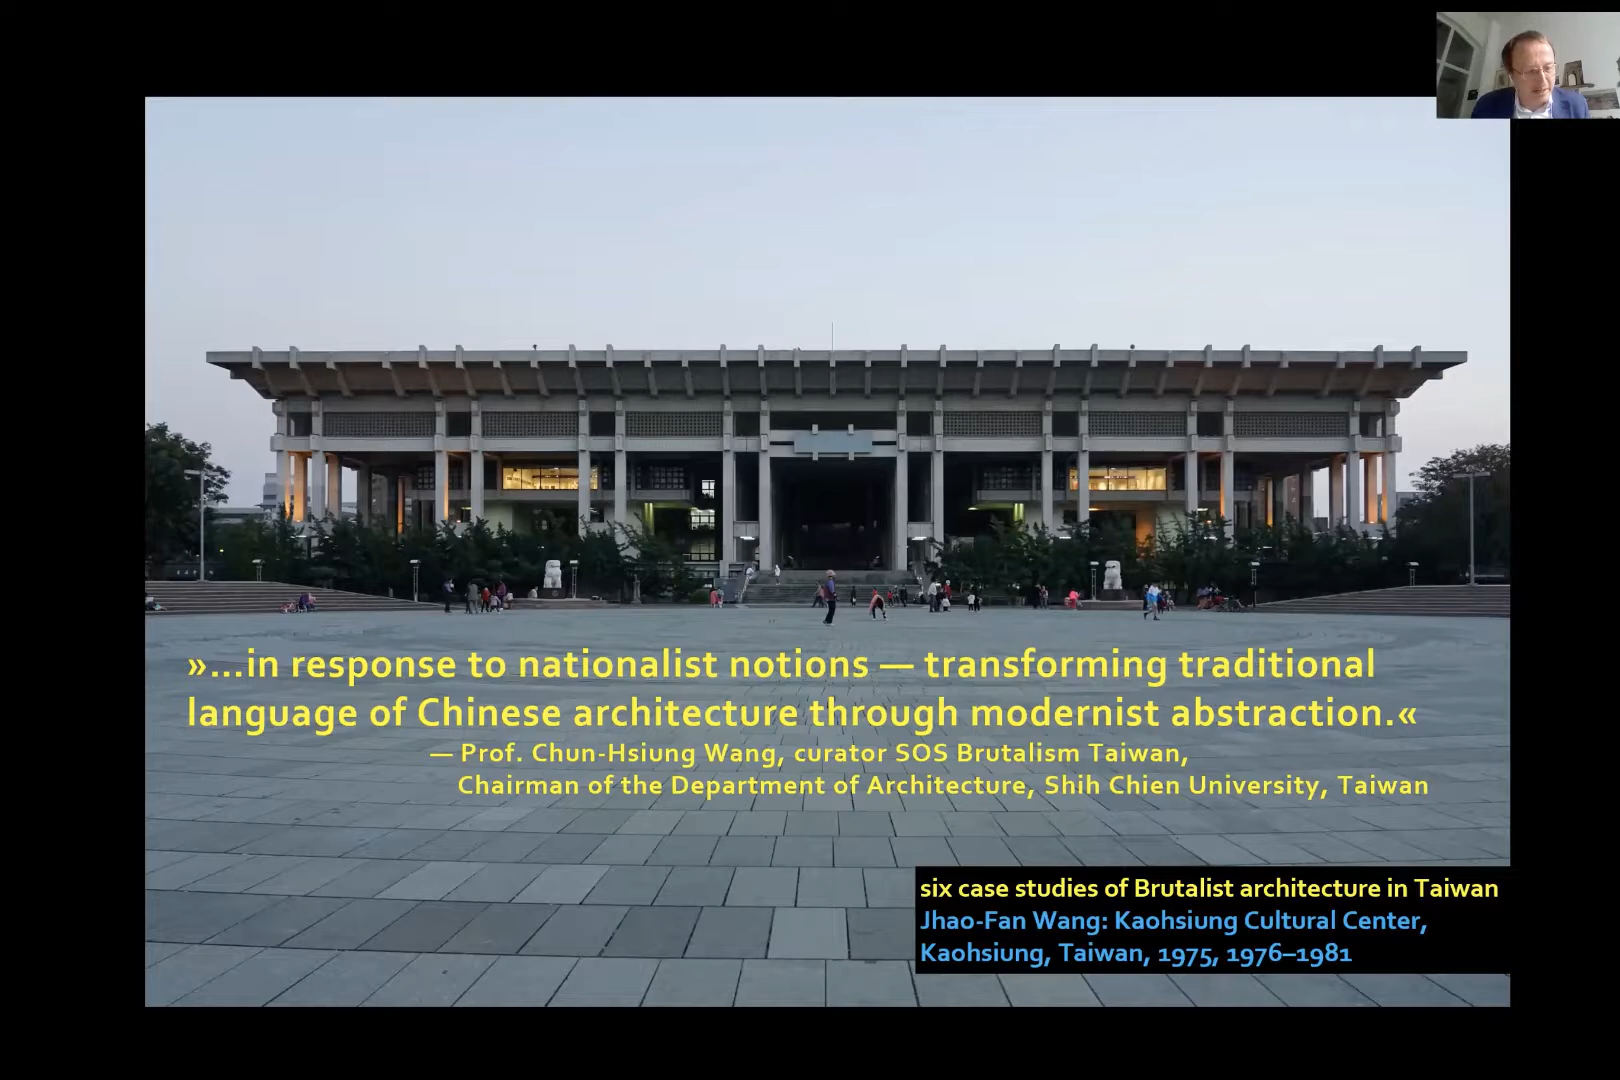 »...in response to nationalist notions — transforming traditional
language of Chinese architecture through modernist abstraction.«
— Prof. Chun-Hsiung Wang, curator SOS Brutalism Taiwan,
Chairman of the Department of Architecture, Shih Chien University, Taiwan
six case studies of Brutalist architecture in Taiwan
Jhao-Fan Wang: Kaohsiung Cultural Center,
Kaohsiung, Taiwan, 1975, 1976–1981